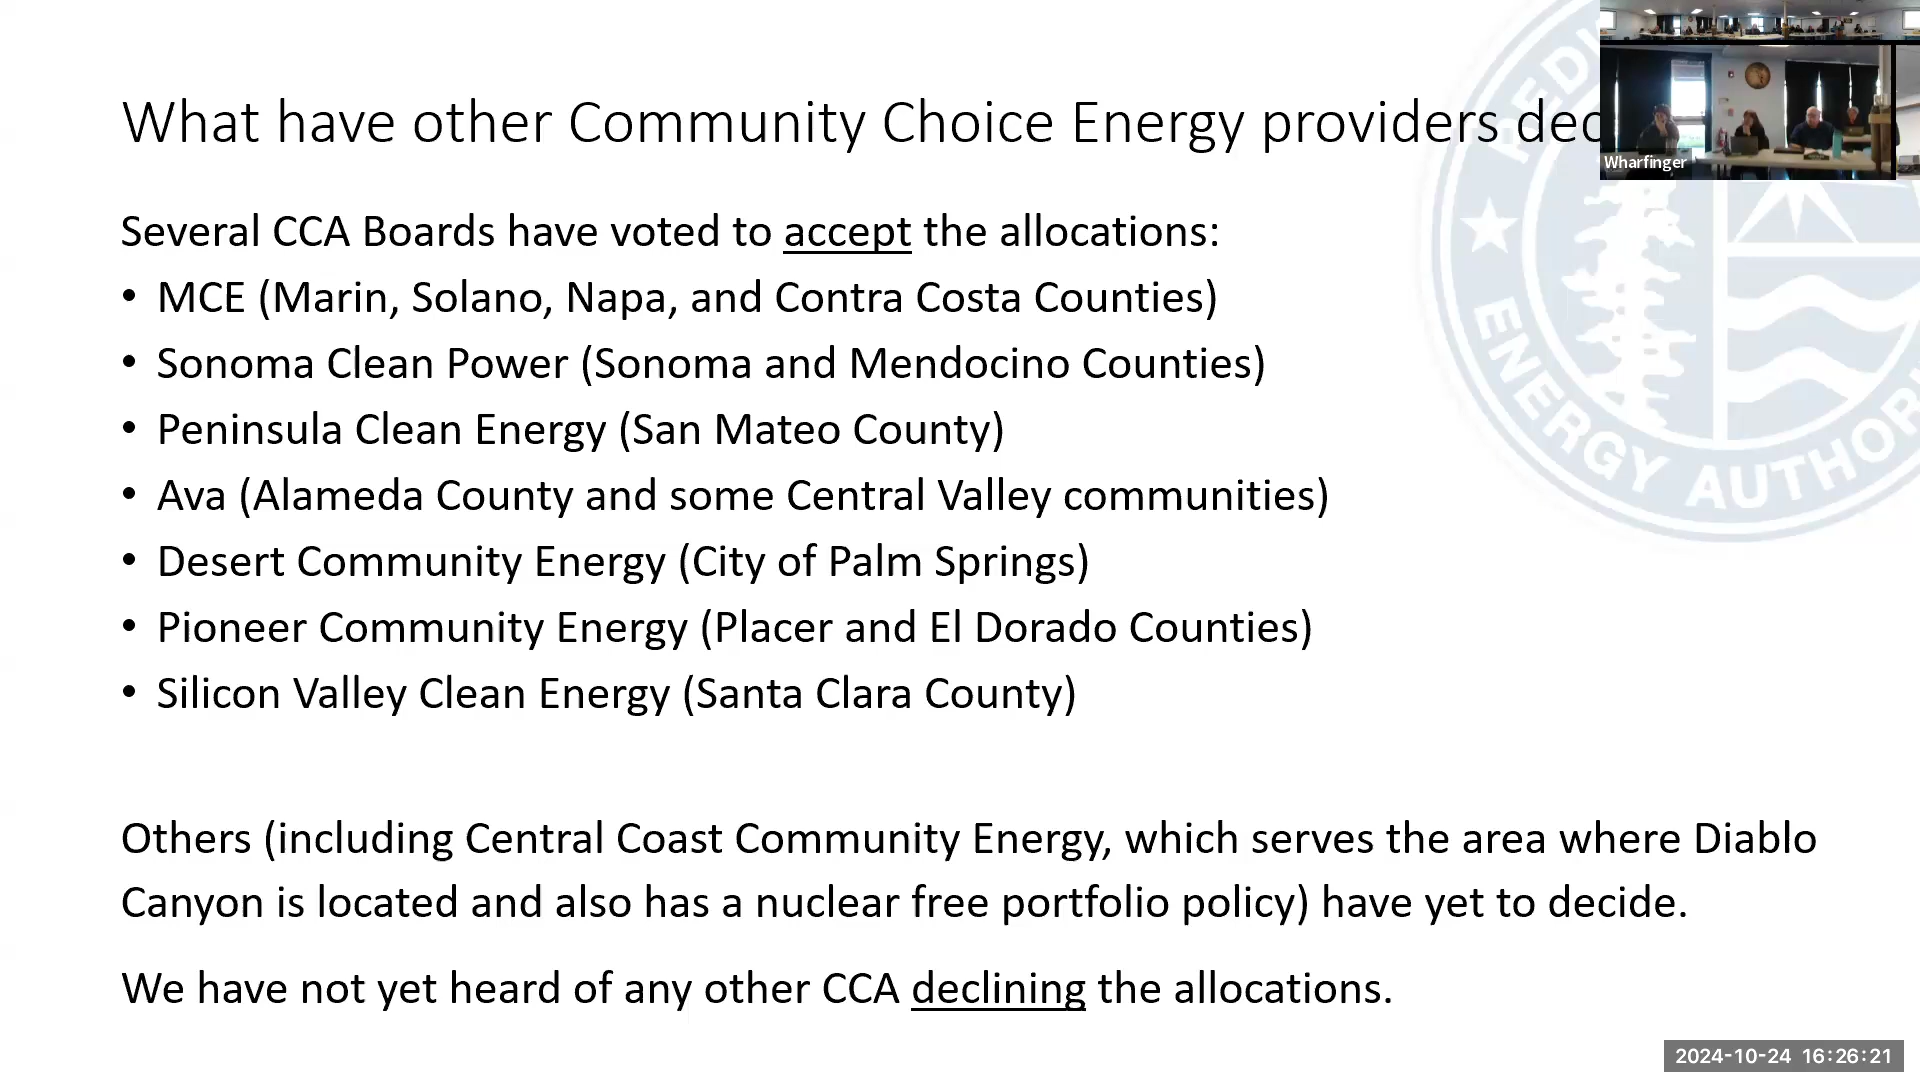 What have other Community Choice Energy providers dec
Wharfinger
Several CCA Boards have voted to accept the allocations:
• MCE (Marin, Solano, Napa, and Contra Costa Counties)
• Sonoma Clean Power (Sonoma and Mendocino Counties)
• Peninsula Clean Energy (San Mateo County)
• Ava (Alameda County and some Central Valley communities)
• Desert Community Energy (City of Palm Springs)
• Pioneer Community Energy (Placer and El Dorado Counties)
• Silicon Valley Clean Energy (Santa Clara County)
Others (including Central Coast Community Energy, which serves the area where Diablo
Canyon is located and also has a nuclear free portfolio policy) have yet to decide.
We have not yet heard of any other CCA declining the allocations.
ENERGY AUTHOR
2024-10-24 16:26:21